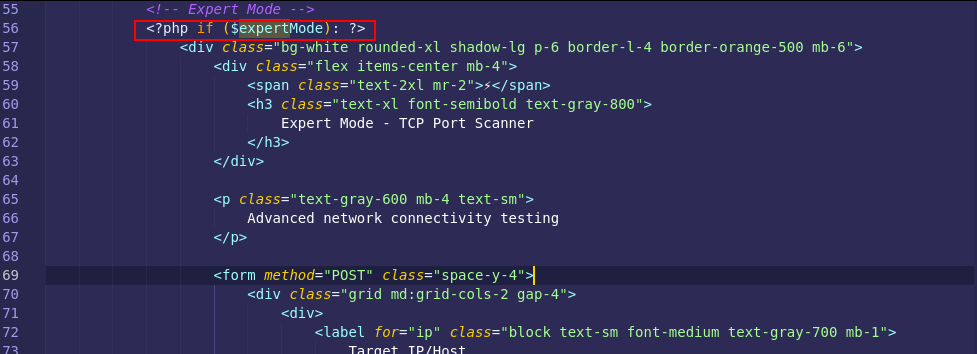 55 <!-- Expert Mode -->
56 <?php if ($expertMode): ?>
57 <div class="bg-white rounded-xl shadow-lg p-6 border-l-4 border-orange-500 mb-6">
58 <div class="flex items-center mb-4">
59 <span class="text-2xl mr-2">⚡</span>
60 <h3 class="text-xl font-semibold text-gray-800">
61 Expert Mode - TCP Port Scanner
62 </h3>
63 </div>
64
65 <p class="text-gray-600 mb-4 text-sm">
66 Advanced network connectivity testing
67 </p>
68
69 <form method="POST" class="space-y-4">
70 <div class="grid md:grid-cols-2 gap-4">
71 <div>
72 <label for="ip" class="block text-sm font-medium text-gray-700 mb-1">
73 Target IP/Host